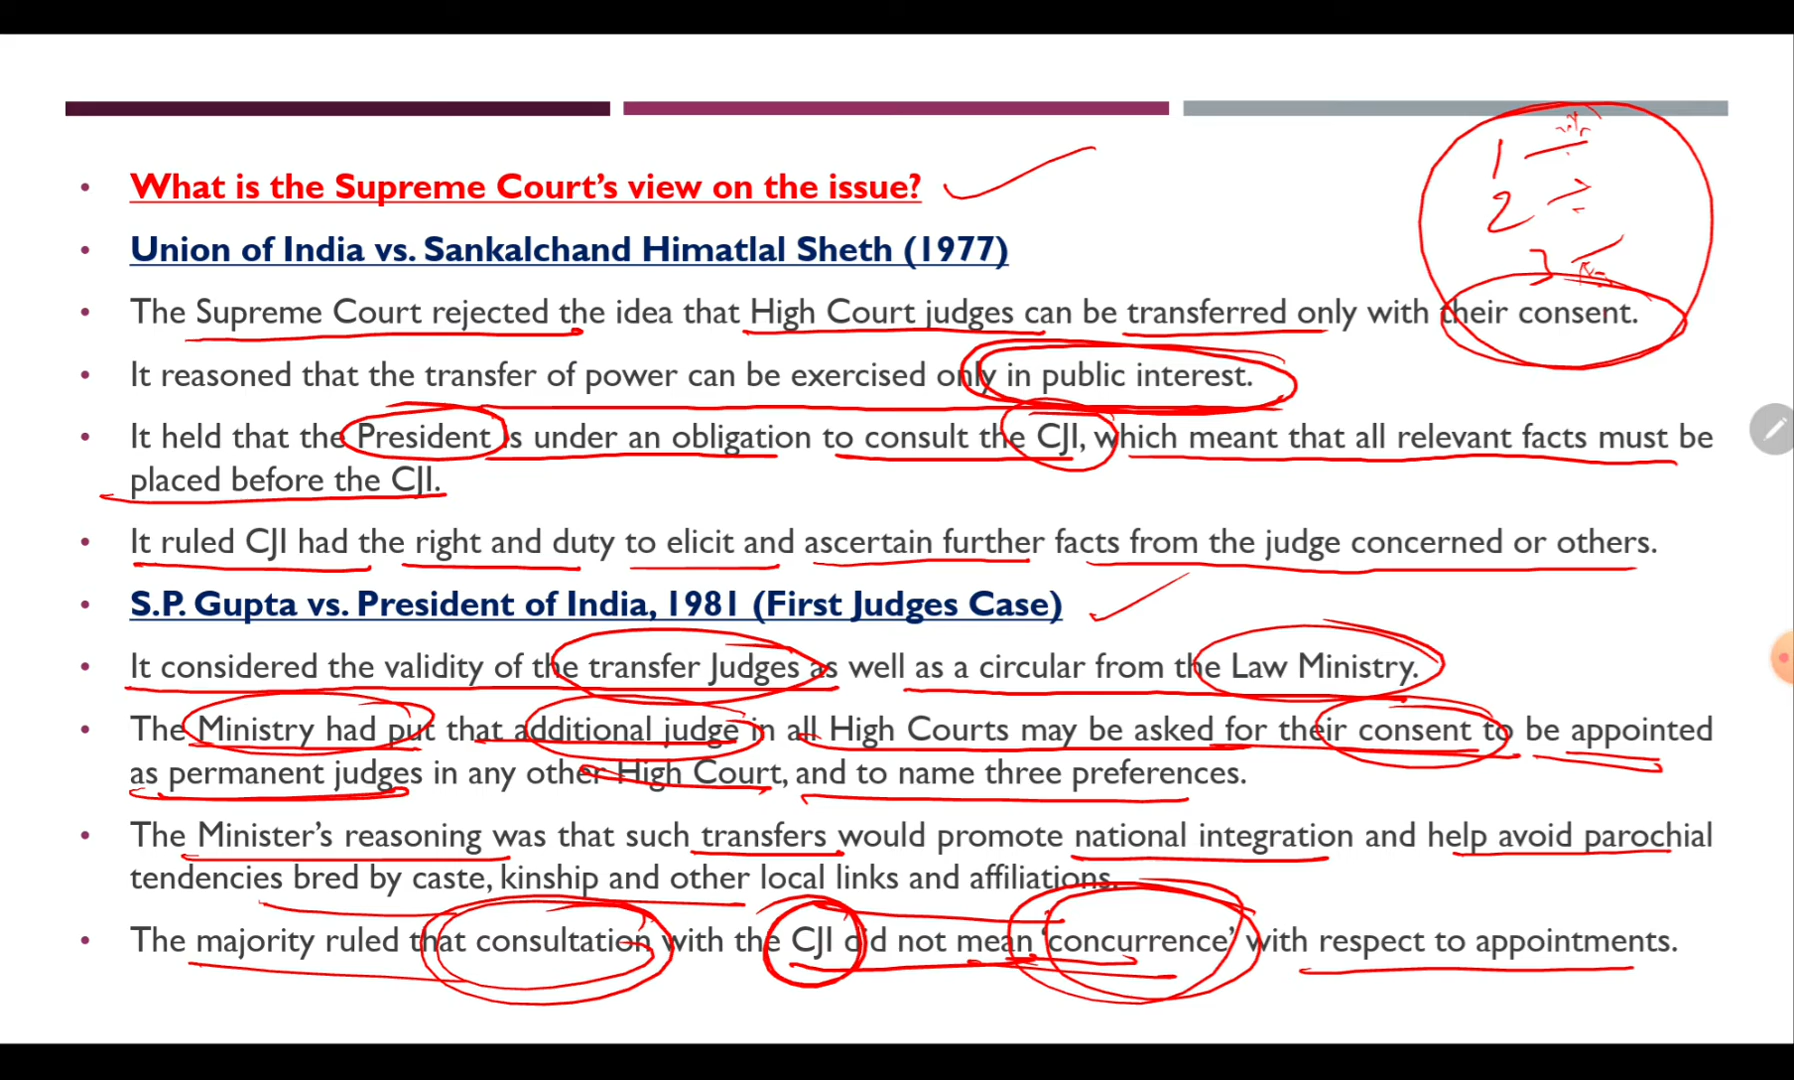 1
2
3
• What is the Supreme Court’s view on the issue?
• Union of India vs. Sankalchand Himatlal Sheth (1977)
• The Supreme Court rejected the idea that High Court judges can be transferred only with their consent.
• It reasoned that the transfer of power can be exercised only in public interest.
• It held that the President is under an obligation to consult the CJI, which meant that all relevant facts must be
placed before the CJI.
• It ruled CJI had the right and duty to elicit and ascertain further facts from the judge concerned or others.
• S.P. Gupta vs. President of India, 1981 (First Judges Case)
• It considered the validity of the transfer Judges as well as a circular from the Law Ministry.
• The Ministry had put that additional judge in all High Courts may be asked for their consent to be appointed
as permanent judges in any other High Court, and to name three preferences.
• The Minister’s reasoning was that such transfers would promote national integration and help avoid parochial
tendencies bred by caste, kinship and other local links and affiliations.
• The majority ruled that consultation with the CJI did not mean ‘concurrence’ with respect to appointments.